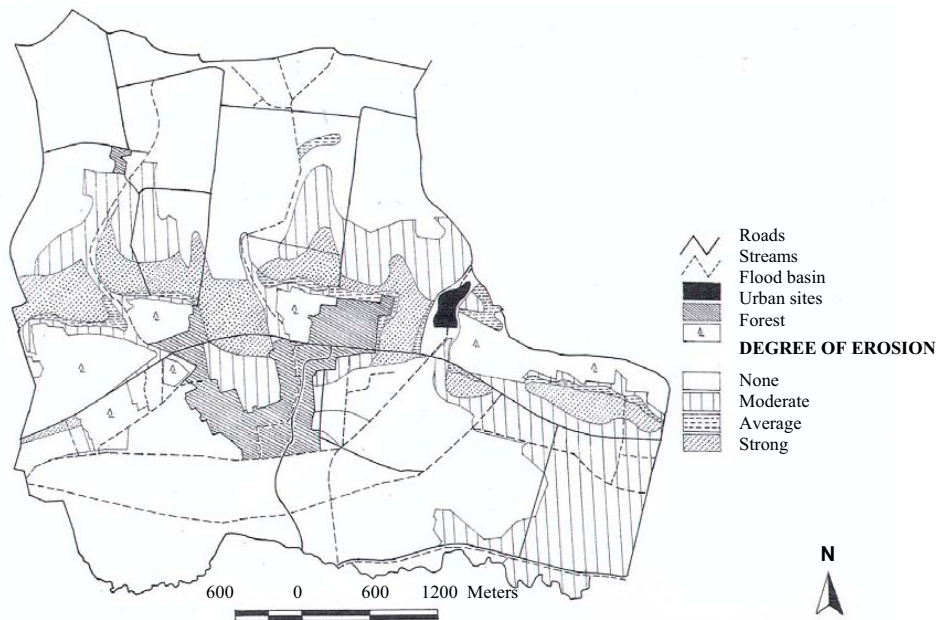 Roads
Streams
Flood basin
Urban sites
Forest
DEGREE OF EROSION
None
Moderate
Average
Strong
N
600 0 600 1200 Meters